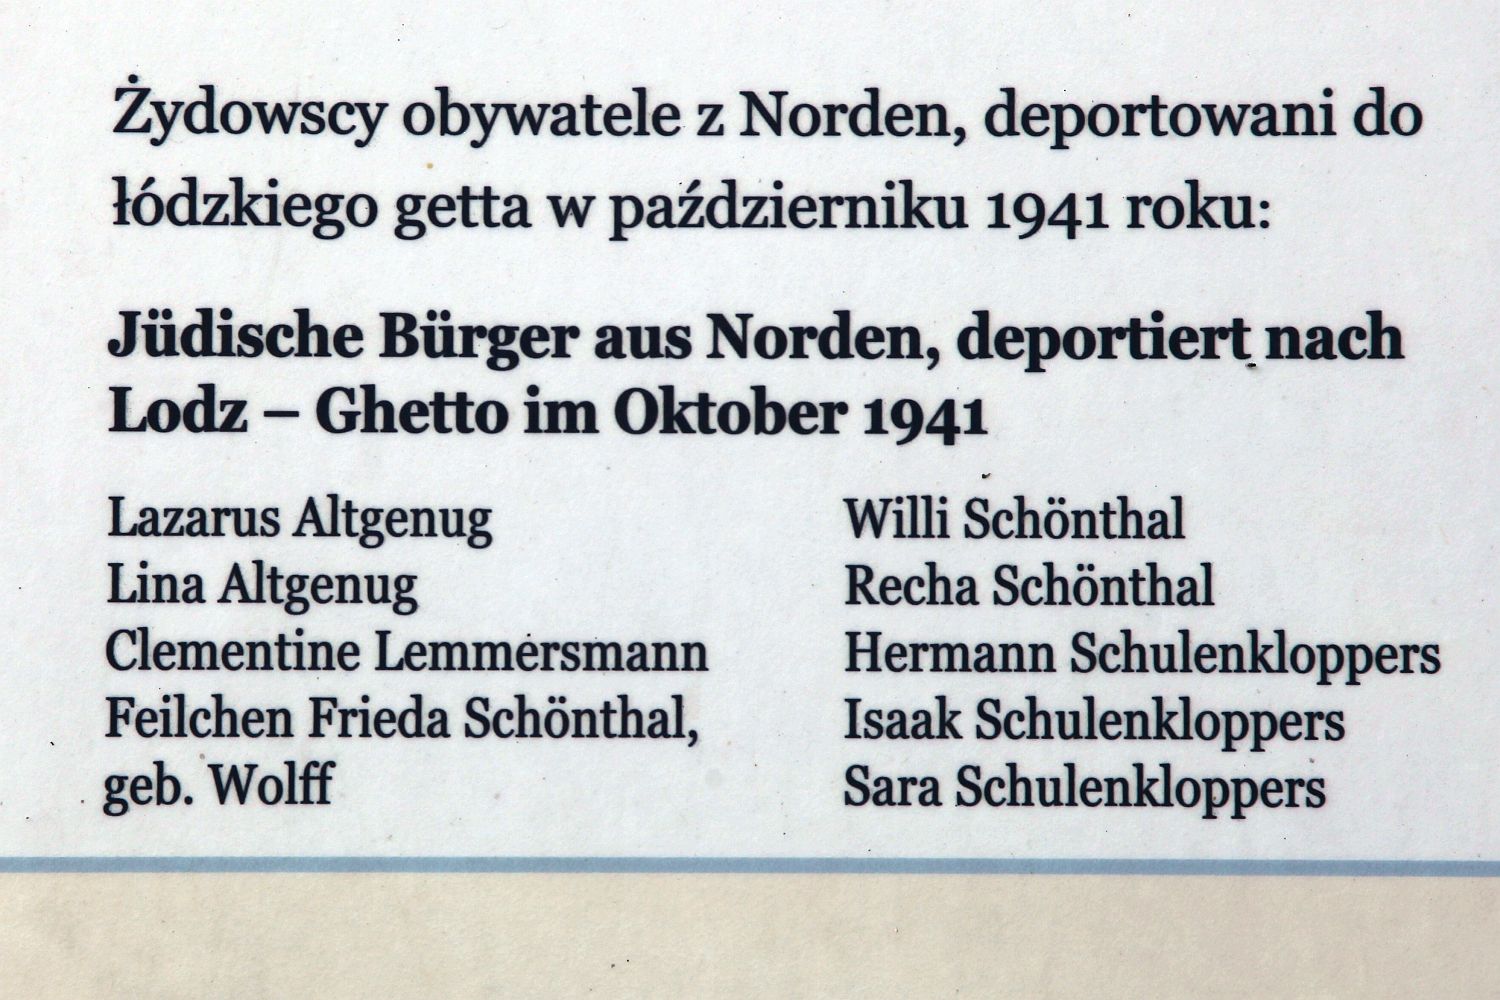 Żydowscy obywatele z Norden, deportowani do
łódzkiego getta w październiku 1941 roku:
Jüdische Bürger aus Norden, deportiert nach
Lodz – Ghetto im Oktober 1941
Lazarus Altgenug
Lina Altgenug
Clementine Lemmersmann
Feilchen Frieda Schönthal,
geb. Wolff
Willi Schönthal
Recha Schönthal
Hermann Schulenkloppers
Isaak Schulenkloppers
Sara Schulenkloppers